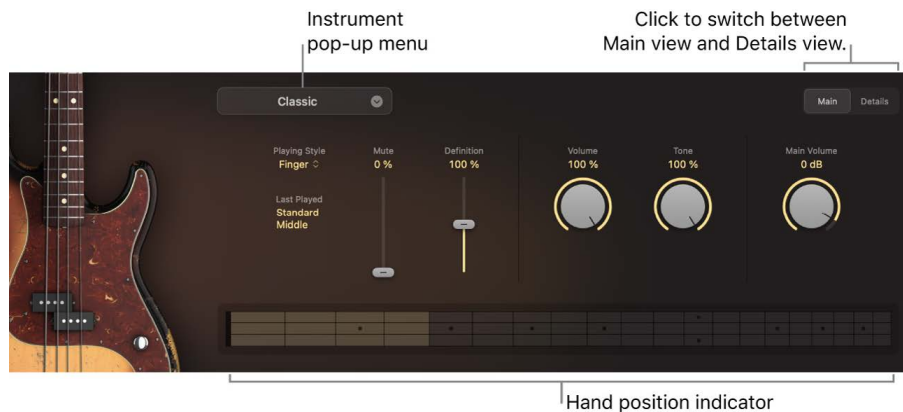 Instrument
pop-up menu
Click to switch between
Main view and Details view.
Classic
Main
Details
Playing Style
Finger
Mute
0 %
Definition
100 %
Volume
100 %
Tone
100 %
Main Volume
0 dB
Last Played
Standard
Middle
Hand position indicator